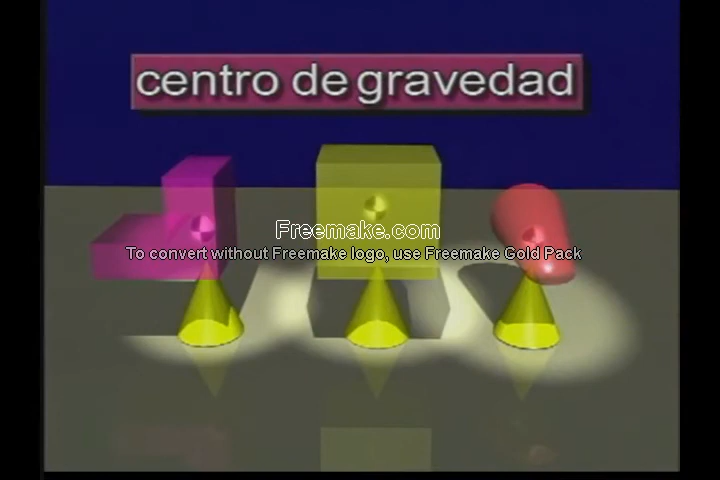 centro de gravedad
Freemake.com
To convert without Freemake logo, use Freemake Gold Pack